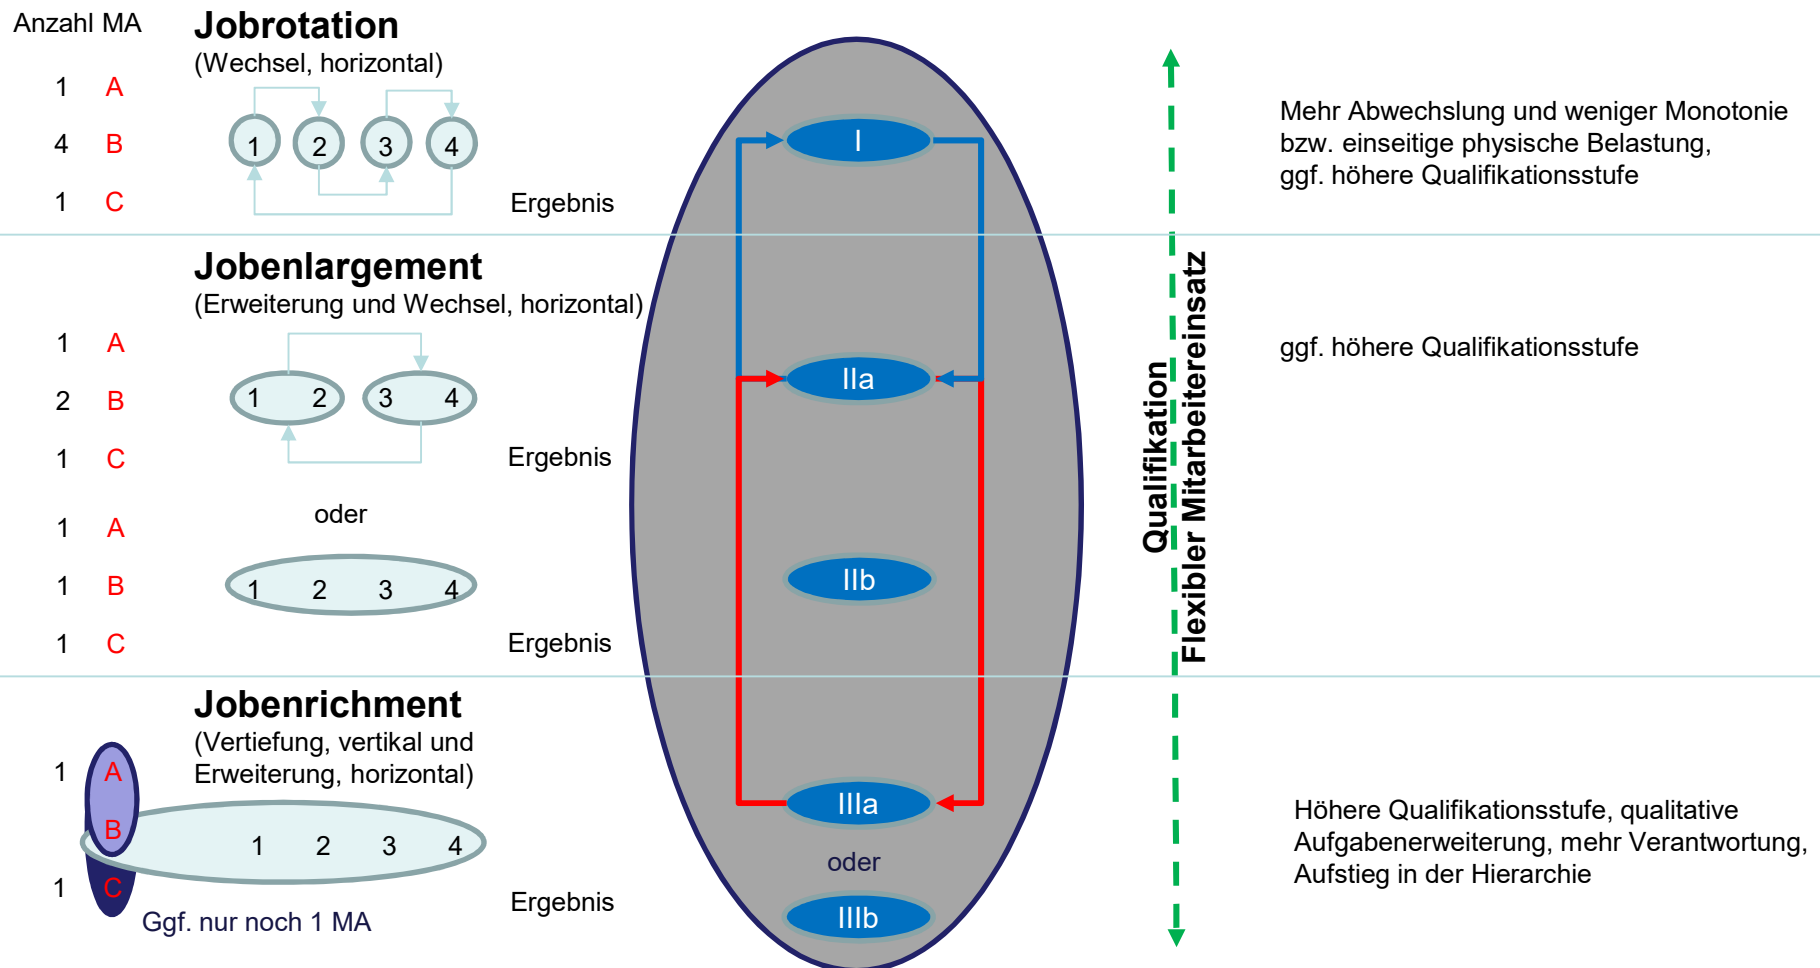 Anzahl MA
Jobrotation
(Wechsel, horizontal)
1 A
4 B
1 C
1 2 3 4
Ergebnis
I
Mehr Abwechslung und weniger Monotonie
bzw. einseitige physische Belastung,
ggf. höhere Qualifikationsstufe
Jobenlargement
(Erweiterung und Wechsel, horizontal)
1 A
2 B
1 C
1 2 3 4
Ergebnis
IIa
ggf. höhere Qualifikationsstufe
oder
1 A
1 B
1 C
1 2 3 4
Ergebnis
IIb
Qualifikation
Flexibler Mitarbeitereinsatz
Jobenrichment
(Vertiefung, vertikal und
Erweiterung, horizontal)
1 A
B
1 C
1 2 3 4
Ggf. nur noch 1 MA
Ergebnis
IIIa
oder
IIIb
Höhere Qualifikationsstufe, qualitative
Aufgabenerweiterung, mehr Verantwortung,
Aufstieg in der Hierarchie